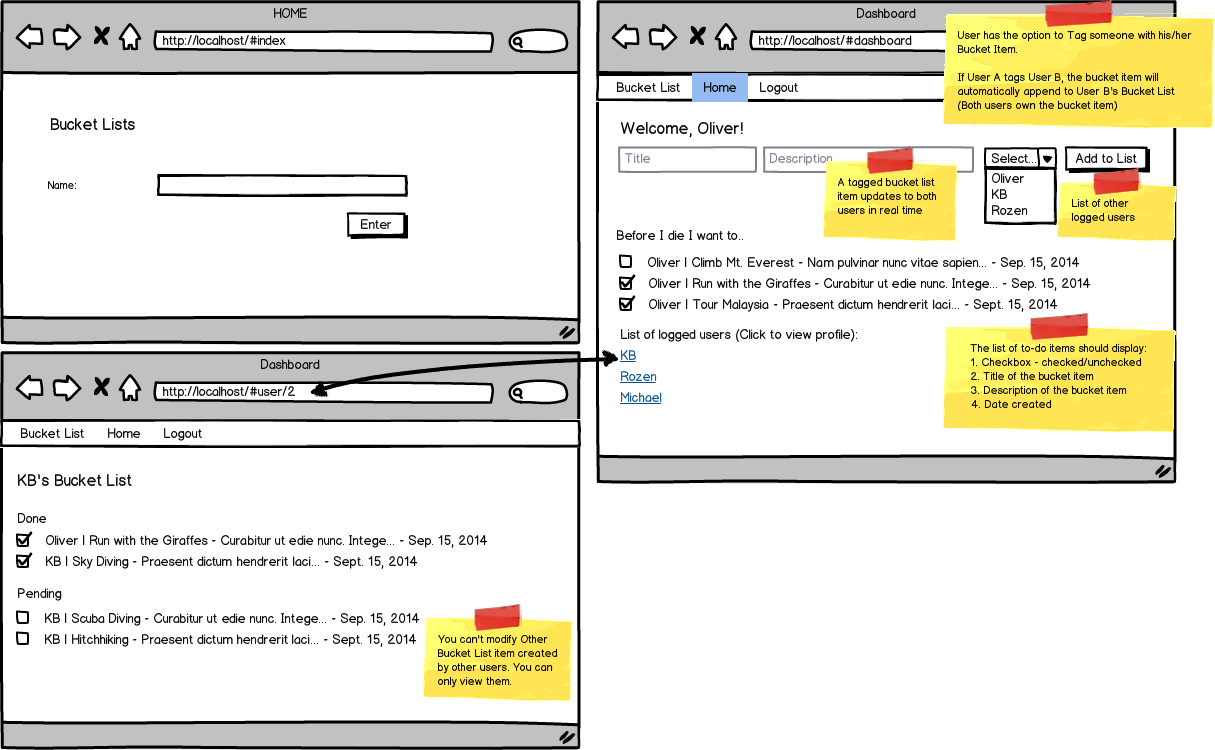 HOME
http://localhost/#index
Bucket Lists
Name:
Enter
Dashboard
http://localhost/#dashboard
User has the option to Tag someone with his/her
Bucket Item.
If User A tags User B, the bucket item will
automatically append to User B's Bucket List
(Both users own the bucket item)
Bucket List
Home
Logout
Welcome, Oliver!
Title
Description
Select...
Add to List
Oliver
KB
Rozen
A tagged bucket list
item updates to both
users in real time
List of other
logged users
Before I die I want to..
Oliver | Climb Mt. Everest - Nam pulvinar nunc vitae sapien... - Sep. 15, 2014
Oliver | Run with the Giraffes - Curabitur ut edie nunc. Intege... - Sep. 15, 2014
Oliver | Tour Malaysia - Praesent dictum hendrerit laci... - Sept. 15, 2014
List of logged users (Click to view profile):
KB
Rozen
Michael
The list of to-do items should display:
1. Checkbox - checked/unchecked
2. Title of the bucket item
3. Description of the bucket item
4. Date created
Dashboard
http://localhost/#user/2
Bucket List
Home
Logout
KB's Bucket List
Done
Oliver | Run with the Giraffes - Curabitur ut edie nunc. Intege... - Sep. 15, 2014
KB | Sky Diving - Praesent dictum hendrerit laci... - Sept. 15, 2014
Pending
KB | Scuba Diving - Curabitur ut edie nunc. Intege... - Sep. 15, 2014
KB | Hitchhiking - Praesent dictum hendrerit laci... - Sept. 15, 2014
You can't modify Other
Bucket List item created
by other users. You can
only view them.